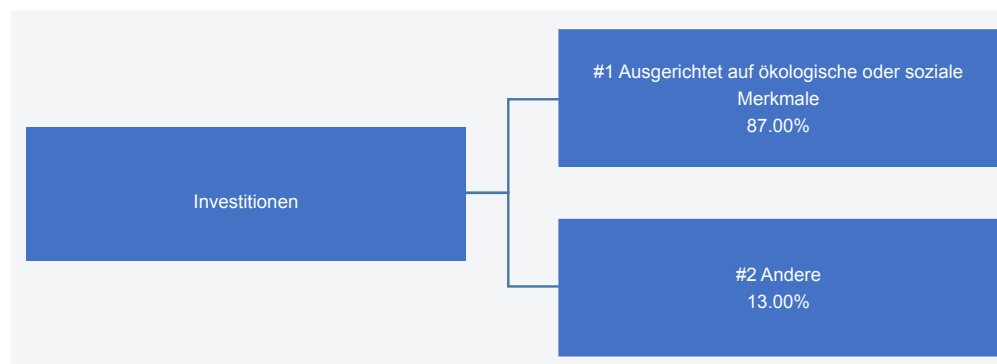 #1 Ausgerichtet auf ökologische oder soziale
Merkmale
87.00%
Investitionen
#2 Andere
13.00%